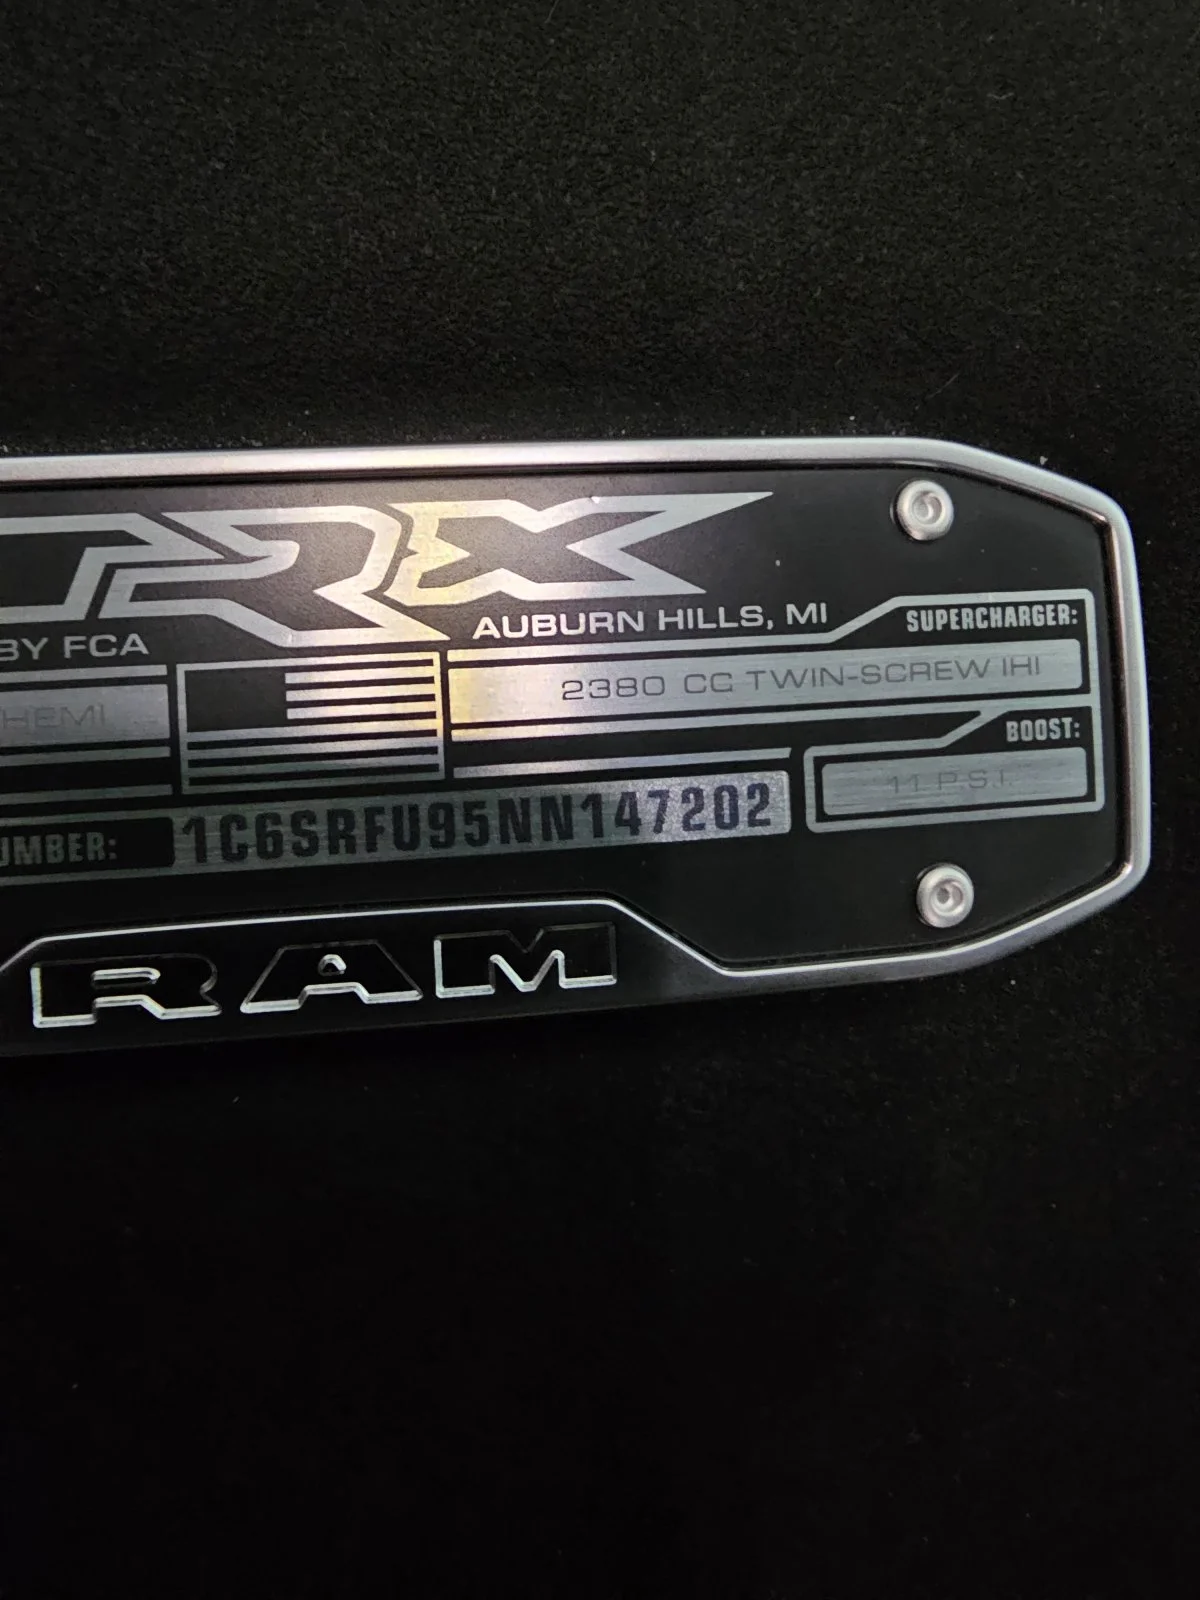 TRX
BY FCA
AUBURN HILLS, MI
SUPERCHARGER:
HEMI
2380 CC TWIN-SCREW IHI
BOOST:
11 P.S.I.
UMBER:
1C6SRFU95NN147202
RAM